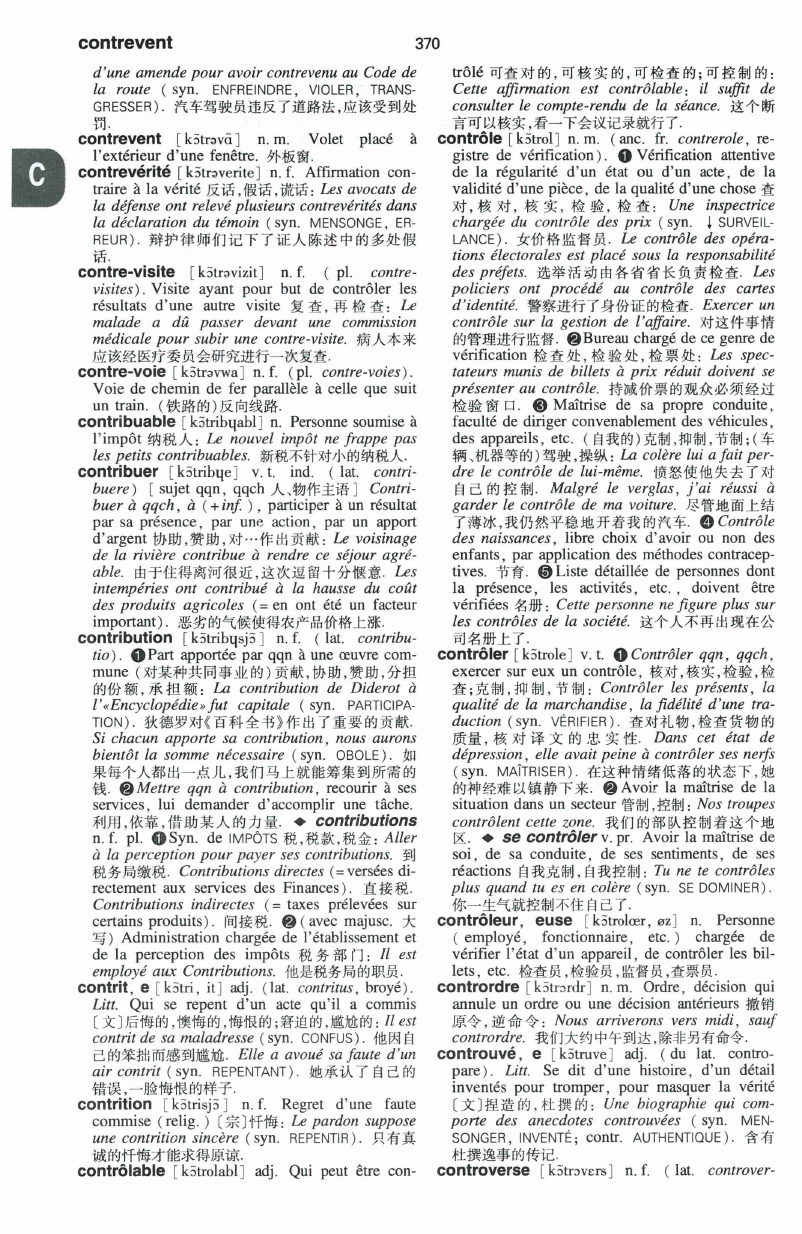 contrevent
370
C
d'une amende pour avoir contrevenu au Code de
la route ( syn. ENFREINDRE, VIOLER, TRANS-
GRESSER). 汽车驾驶员违反了道路法,应该受到处
罚.
contrevent [kɔ̃trəvɑ̃] n. m. Volet placé à
l'extérieur d'une fenêtre. 外板窗.
contrevérité [kɔ̃trəverite] n. f. Affirmation con-
traire à la vérité 反话,假话,谎话: Les avocats de
la défense ont relevé plusieurs contrevérités dans
la déclaration du témoin ( syn. MENSONGE, ER-
REUR). 辩护律师们记下了证人陈述中的多处假
话.
contre-visite [kɔ̃trəvizit] n. f. ( pl. contre-
visites). Visite ayant pour but de contrôler les
résultats d'une autre visite 复查,再检查: Le
malade a dû passer devant une commission
médicale pour subir une contre-visite. 病人本来
应该经医疗委员会研究进行一次复查.
contre-voie [kɔ̃trəvwa] n. f. (pl. contre-voies).
Voie de chemin de fer parallèle à celle que suit
un train. (铁路的)反向线路.
contribuable [kɔ̃tribɥabl] n. Personne soumise à
l'impôt 纳税人: Le nouvel impôt ne frappe pas
les petits contribuables. 新税不针对小的纳税人.
contribuer [kɔ̃tribɥe] v. t. ind. ( lat. contri-
buere) [ sujet qqn, qqch 人、物作主语] Contri-
buer à qqch, à (+inf. ), participer à un résultat
par sa présence, par une action, par un apport
d'argent 协助,赞助,对…作出贡献: Le voisinage
de la rivière contribue à rendre ce séjour agré-
able. 由于住得离河很近,这次逗留十分惬意. Les
intempéries ont contribué à la hausse du coût
des produits agricoles (= en ont été un facteur
important). 恶劣的气候使得农产品价格上涨.
contribution [kɔ̃tribysjɔ̃] n. f. ( lat. contribu-
tio). ❶Part apportée par qqn à une œuvre com-
mune (对某种共同事业的)贡献,协助,赞助,分担
的份额,承担额: La contribution de Diderot à
l'«Encyclopédie» fut capitale ( syn. PARTICIPA-
TION). 狄德罗对《百科全书》作出了重要的贡献.
Si chacun apporte sa contribution, nous aurons
bientôt la somme nécessaire ( syn. OBOLE). 如
果每个人都出一点儿,我们马上就能筹集到所需的
钱. ❷Mettre qqn à contribution, recourir à ses
services, lui demander d'accomplir une tâche.
利用,依靠,借助某人的力量. ◆ contributions
n. f. pl. ❶Syn. de IMPÔTS 税,税款,税金: Aller
à la perception pour payer ses contributions. 到
税务局缴税. Contributions directes (= versées di-
rectement aux services des Finances). 直接税.
Contributions indirectes (= taxes prélevées sur
certains produits). 间接税. ❷(avec majusc. 大
写) Administration chargée de l'établissement et
de la perception des impôts 税务部门: Il est
employé aux Contributions. 他是税务局的职员.
contrit, e [kɔ̃tri, it] adj. (lat. contritus, broyé).
Litt. Qui se repent d'un acte qu'il a commis
〔文〕后悔的,懊悔的,悔恨的;窘迫的,尴尬的: Il est
contrit de sa maladresse (syn. CONFUS). 他因自
己的笨拙而感到尴尬. Elle a avoué sa faute d'un
air contrit ( syn. REPENTANT). 她承认了自己的
错误,一脸悔恨的样子.
contrition [kɔ̃trisjɔ̃] n. f. Regret d'une faute
commise (relig. )〔宗〕忏悔: Le pardon suppose
une contrition sincère (syn. REPENTIR). 只有真
诚的忏悔才能求得原谅.
contrôlable [kɔ̃trolabl] adj. Qui peut être con-
trôlé 可查对的,可核实的,可检查的;可控制的:
Cette affirmation est contrôlable: il suffit de
consulter le compte-rendu de la séance. 这个断
言可以核实,看一下会议记录就行了.
contrôle [kɔ̃trol] n. m. ( anc. fr. contrerole, re-
gistre de vérification). ❶ Vérification attentive
de la régularité d'un état ou d'un acte, de la
validité d'une pièce, de la qualité d'une chose 查
对,核对,核实,检验,检查: Une inspectrice
chargée du contrôle des prix ( syn. ↓ SURVEIL-
LANCE). 女价格监督员. Le contrôle des opéra-
tions électorales est placé sous la responsabilité
des préfets. 选举活动由各省省长负责检查. Les
policiers ont procédé au contrôle des cartes
d'identité. 警察进行了身份证的检查. Exercer un
contrôle sur la gestion de l'affaire. 对这件事情
的管理进行监督. ❷Bureau chargé de ce genre de
vérification 检查处,检验处,检票处: Les spec-
tateurs munis de billets à prix réduit doivent se
présenter au contrôle. 持减价票的观众必须经过
检验窗口. ❸ Maîtrise de sa propre conduite,
faculté de diriger convenablement des véhicules,
des appareils, etc. (自我的)克制,抑制,节制;(车
辆、机器等的)驾驶,操纵: La colère lui a fait per-
dre le contrôle de lui-même. 愤怒使他失去了对
自己的控制. Malgré le verglas, j'ai réussi à
garder le contrôle de ma voiture. 尽管地面上结
了薄冰,我仍然平稳地开着我的汽车. ❹ Contrôle
des naissances, libre choix d'avoir ou non des
enfants, par application des méthodes contracep-
tives. 节育. ❺Liste détaillée de personnes dont
la présence, les activités, etc. , doivent être
vérifiées 名册: Cette personne ne figure plus sur
les contrôles de la société. 这个人不再出现在公
司名册上了.
contrôler [kɔ̃trole] v. t. ❶Contrôler qqn, qqch,
exercer sur eux un contrôle, 核对,核实,检验,检
查;克制,抑制,节制: Contrôler les présents, la
qualité de la marchandise, la fidélité d'une tra-
duction (syn. VÉRIFIER). 查对礼物,检查货物的
质量,核对译文的忠实性. Dans cet état de
dépression, elle avait peine à contrôler ses nerfs
(syn. MAÎTRISER). 在这种情绪低落的状态下,她
的神经难以镇静下来. ❷ Avoir la maîtrise de la
situation dans un secteur 管制,控制: Nos troupes
contrôlent cette zone. 我们的部队控制着这个地
区. ◆ se contrôler v. pr. Avoir la maîtrise de
soi, de sa conduite, de ses sentiments, de ses
réactions 自我克制,自我控制: Tu ne te contrôles
plus quand tu es en colère (syn. SE DOMINER).
你一生气就控制不住自己了.
contrôleur, euse [kɔ̃trolœr, øz] n. Personne
( employé, fonctionnaire, etc. ) chargée de
vérifier l'état d'un appareil, de contrôler les bil-
lets, etc. 检查员,检验员,监督员,查票员.
contrordre [kɔ̃trɔrdr] n. m. Ordre, décision qui
annule un ordre ou une décision antérieurs 撤销
原令,逆命令: Nous arriverons vers midi, sauf
contrordre. 我们大约中午到达,除非另有命令.
controuvé, e [kɔ̃truve] adj. ( du lat. contro-
pare). Litt. Se dit d'une histoire, d'un détail
inventés pour tromper, pour masquer la vérité
〔文〕捏造的,杜撰的: Une biographie qui com-
porte des anecdotes controuvées ( syn. MEN-
SONGER, INVENTÉ; contr. AUTHENTIQUE). 含有
杜撰逸事的传记.
controverse [kɔ̃trɔvɛrs] n. f. ( lat. controver-